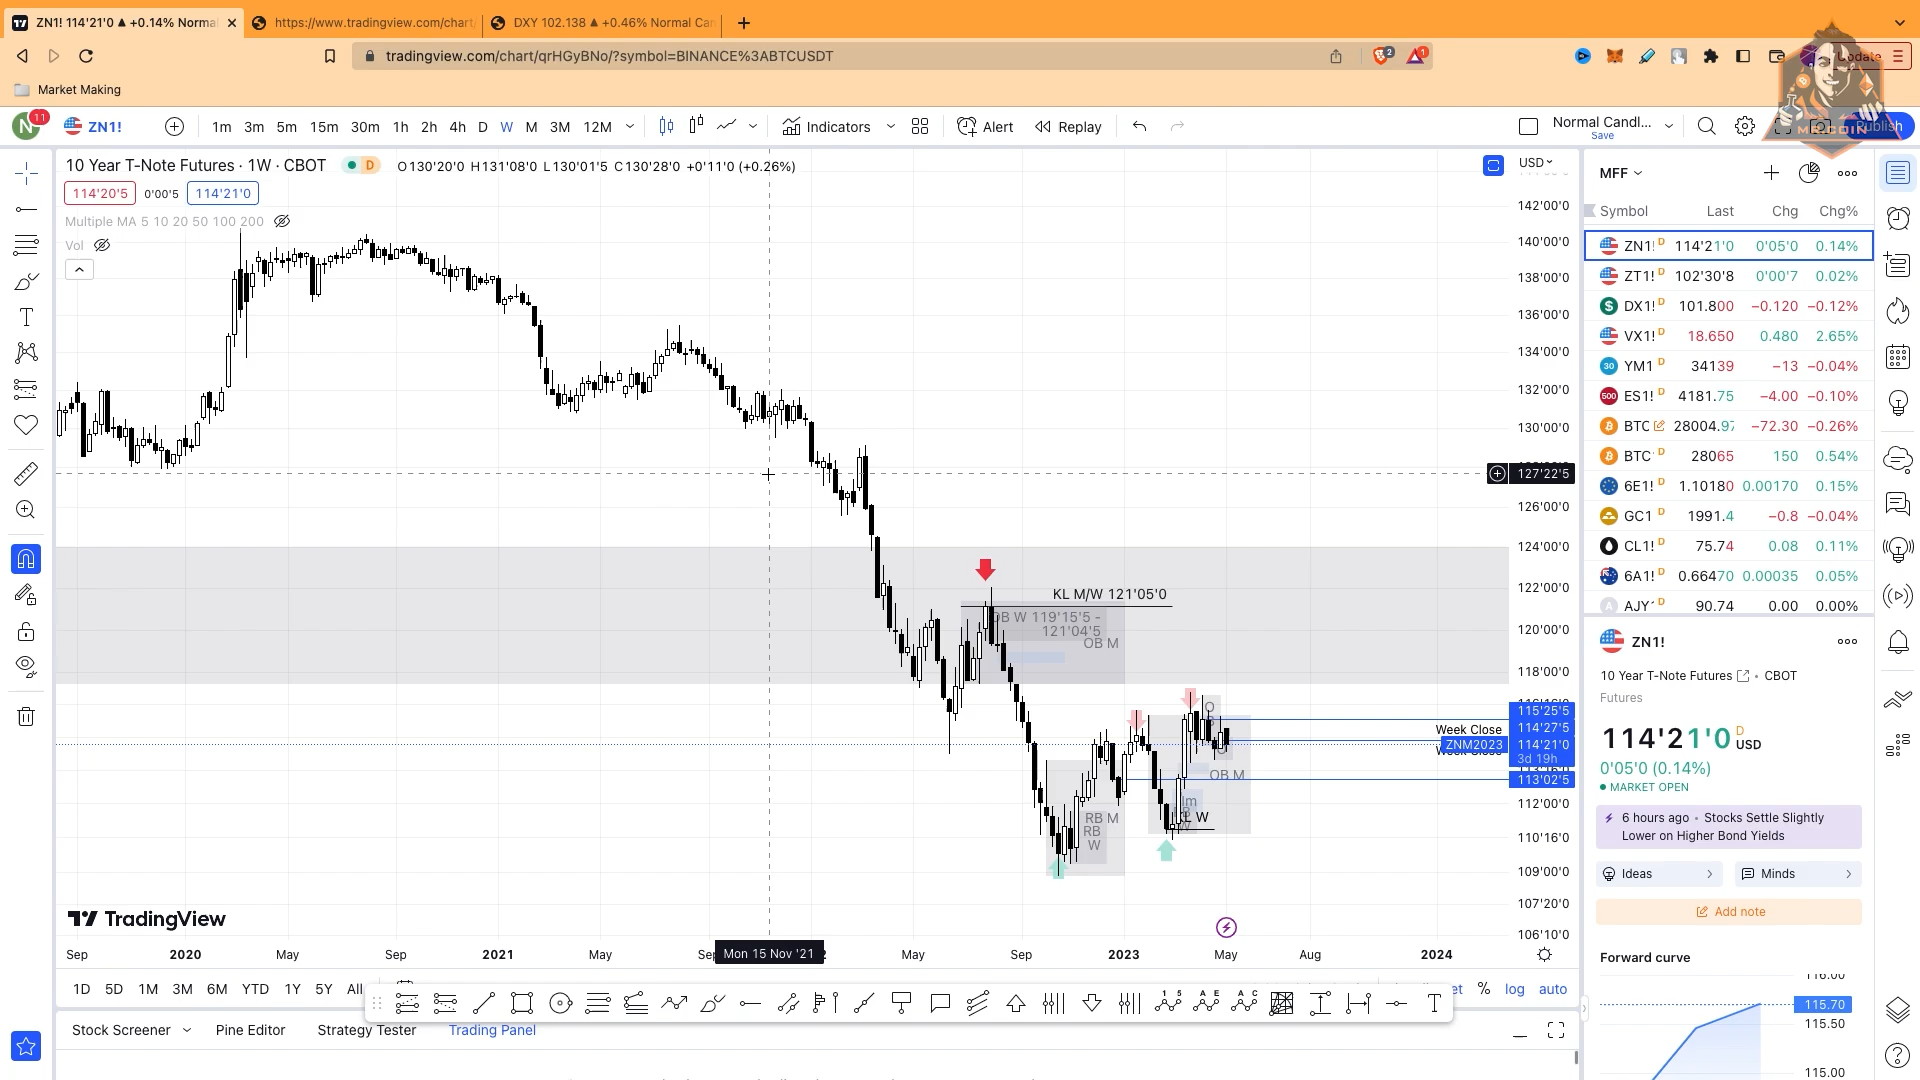 ZN1! 114'21'0 ▲ +0.14% Normal
https://www.tradingview.com/chart
DXY 102.138 ▲ +0.46% Normal Can
tradingview.com/chart/qrHGyBNo/?symbol=BINANCE%3ABTCUSDT
2
1
Update
Market Making
N 11
ZN1!
1m 3m 5m 15m 30m 1h 2h 4h D W M 3M 12M
Indicators
Alert
Replay
Normal Candl...
Save
Publish
MR.COIN
10 Year T-Note Futures · 1W · CBOT
D
O130'20'0 H131'08'0 L130'01'5 C130'28'0 +0'11'0 (+0.26%)
114'20'5 0'00'5 114'21'0
Multiple MA 5 10 20 50 100 200
Vol
USD
142'00'0
140'00'0
138'00'0
136'00'0
134'00'0
132'00'0
130'00'0
127'22'5
126'00'0
124'00'0
122'00'0
120'00'0
118'00'0
115'25'5
114'27'5
114'21'0
3d 19h
113'02'5
112'00'0
110'16'0
109'00'0
107'20'0
106'10'0
KL M/W 121'05'0
OB W 119'15'5 -
121'04'5
OB M
Week Close
ZNM2023
OB M
Im
KL W
RB M
RB
W
TradingView
Sep 2020 May Sep 2021 May Sep Mon 15 Nov '21 May Sep 2023 May Aug 2024
1D 5D 1M 3M 6M YTD 1Y 5Y All
% log auto
Stock Screener
Pine Editor
Strategy Tester
Trading Panel
MFF
Symbol Last Chg Chg%
ZN1! D 114'21'0 0'05'0 0.14%
ZT1! D 102'30'8 0'00'7 0.02%
DX1! D 101.800 −0.120 −0.12%
VX1! D 18.650 0.480 2.65%
YM1 D 34139 −13 −0.04%
ES1! D 4181.75 −4.00 −0.10%
BTC 28004.97 −72.30 −0.26%
BTC D 28065 150 0.54%
6E1! D 1.10180 0.00170 0.15%
GC1 D 1991.4 −0.8 −0.04%
CL1! D 75.74 0.08 0.11%
6A1! D 0.66470 0.00035 0.05%
AJY D 90.74 0.00 0.00%
ZN1!
10 Year T-Note Futures · CBOT
Futures
114'21'0 D USD
0'05'0 (0.14%)
MARKET OPEN
6 hours ago · Stocks Settle Slightly
Lower on Higher Bond Yields
Ideas
Minds
Add note
Forward curve
116.00
115.70
115.50
115.00